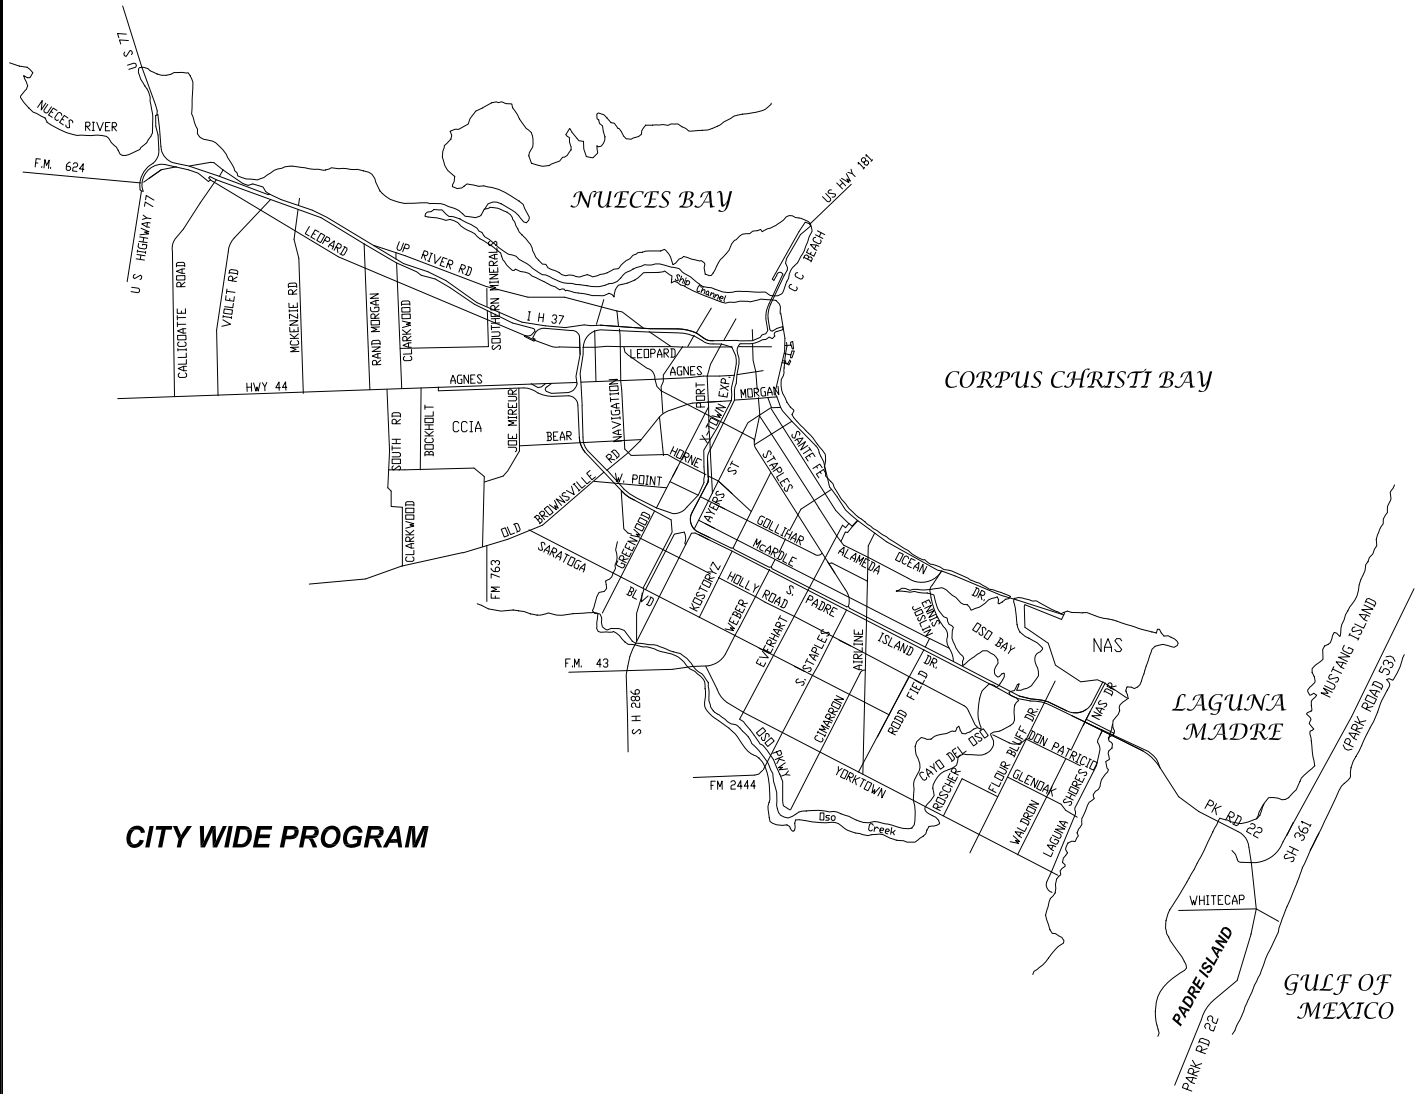 U S 77
NUECES RIVER
F.M. 624
U S HIGHWAY 77
CALLICOATTE ROAD
VIOLET RD
MCKENZIE RD
LEOPARD
RAND MORGAN
CLARKWOOD
UP RIVER RD
SOUTHERN MINERALS
NUECES BAY
US HWY 181
C C BEACH
Ship Channel
I H 37
LEOPARD
HWY 44
AGNES
AGNES
MORGAN
CORPUS CHRISTI BAY
SOUTH RD
BOCKHOLT
CCIA
JOE MIREUR
BEAR
NAVIGATION
PORT
X-TOWN EXP.
HORNE
W. POINT
OLD BROWNSVILLE RD
SANTE FE
STAPLES
AYERS ST
CLARKWOOD
FM 763
SARATOGA BLVD
GREENWOOD
GOLLIHAR
McARDLE
ALAMEDA
OCEAN DR.
KOSTORYZ
HOLLY ROAD
WEBER
S. PADRE ISLAND DR.
EVERHART
S. STAPLES
AIRLINE
ENNIS JOSLIN
OSO BAY
NAS
NAS DR
F.M. 43
S H 286
CIMARRON
RODD FIELD
OSO PKWY
FM 2444
YORKTOWN
Oso Creek
CAYO DEL OSO
ROSCHER
FLOUR BLUFF DR.
DON PATRICIO
GLENOAK
WALDRON
LAGUNA SHORES
LAGUNA
MADRE
MUSTANG ISLAND
(PARK ROAD 53)
SH 361
PK RD 22
WHITECAP
PADRE ISLAND
PARK RD 22
GULF OF
MEXICO
CITY WIDE PROGRAM